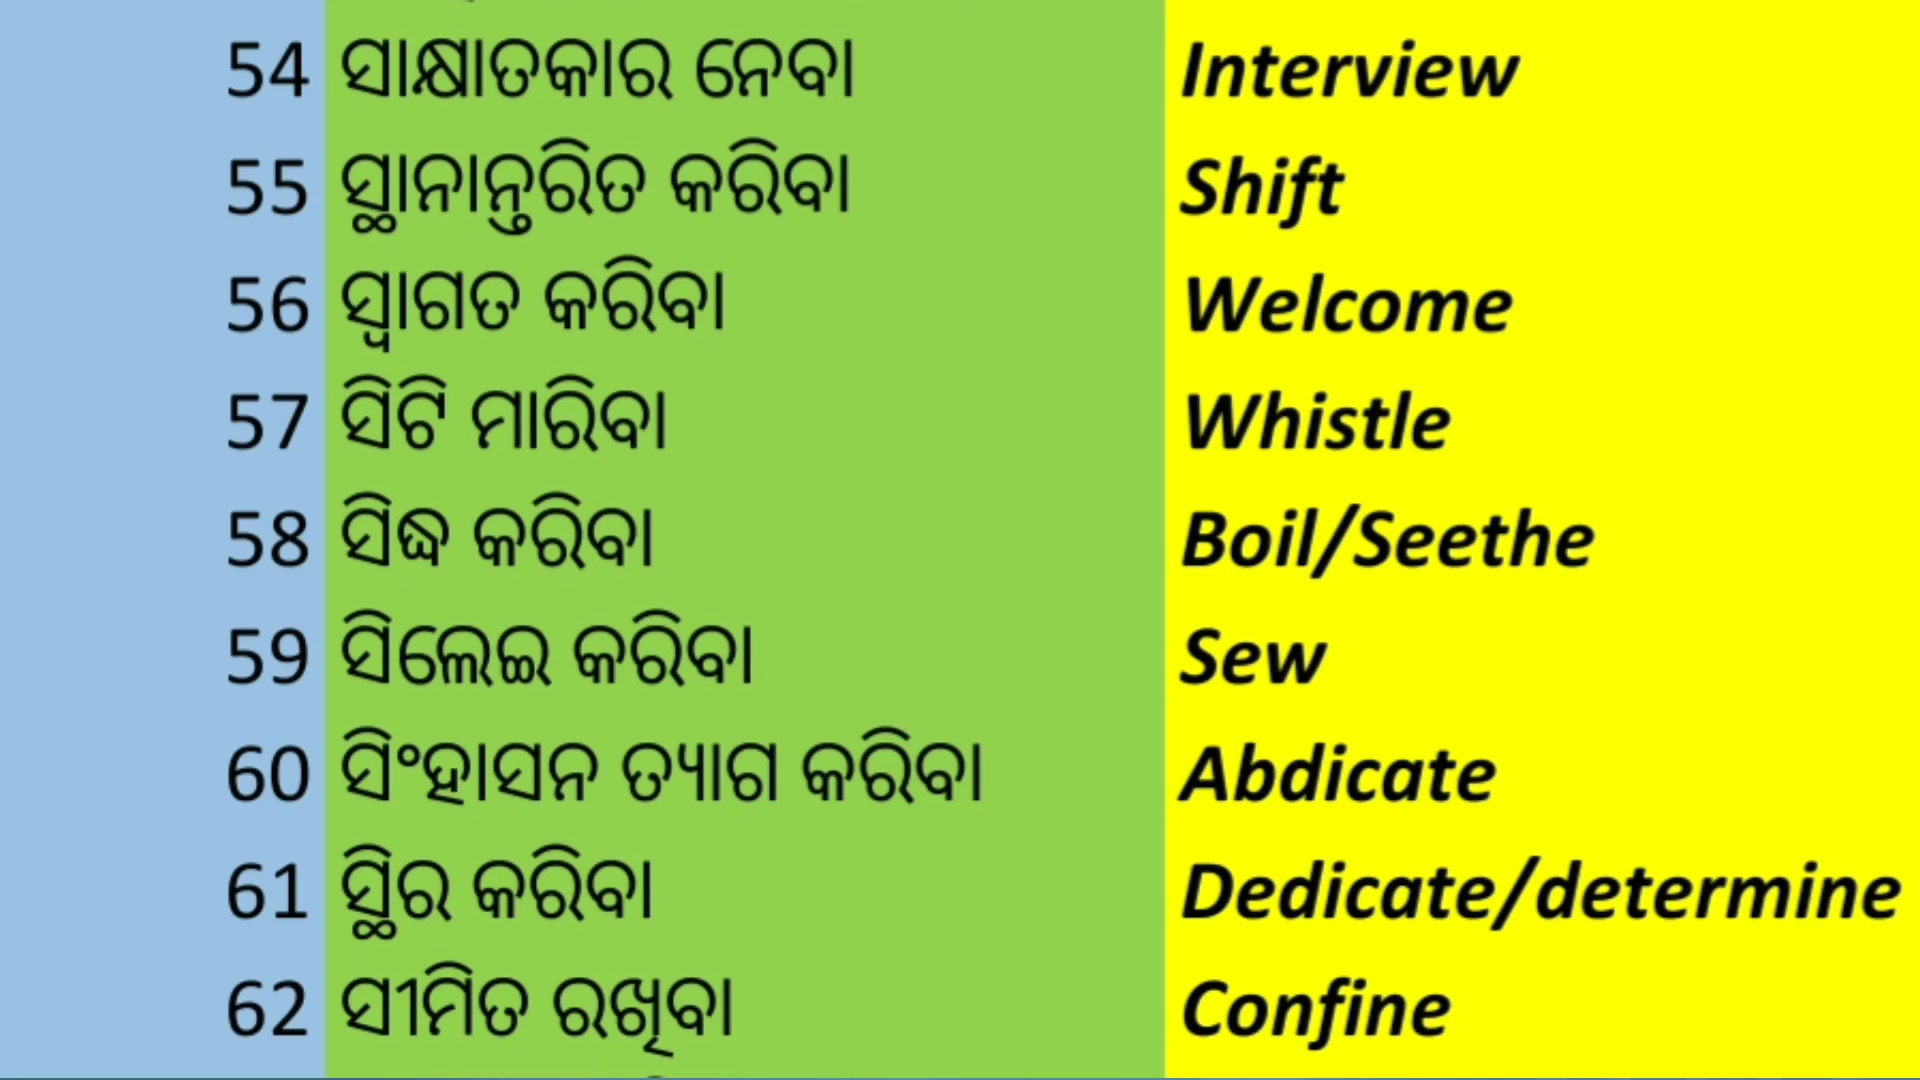 54 ସାକ୍ଷାତକାର ନେବା Interview
55 ସ୍ଥାନାନ୍ତରିତ କରିବା Shift
56 ସ୍ୱାଗତ କରିବା Welcome
57 ସିଟି ମାରିବା Whistle
58 ସିଦ୍ଧ କରିବା Boil/Seethe
59 ସିଲେଇ କରିବା Sew
60 ସିଂହାସନ ତ୍ୟାଗ କରିବା Abdicate
61 ସ୍ଥିର କରିବା Dedicate/determine
62 ସୀମିତ ରଖିବା Confine